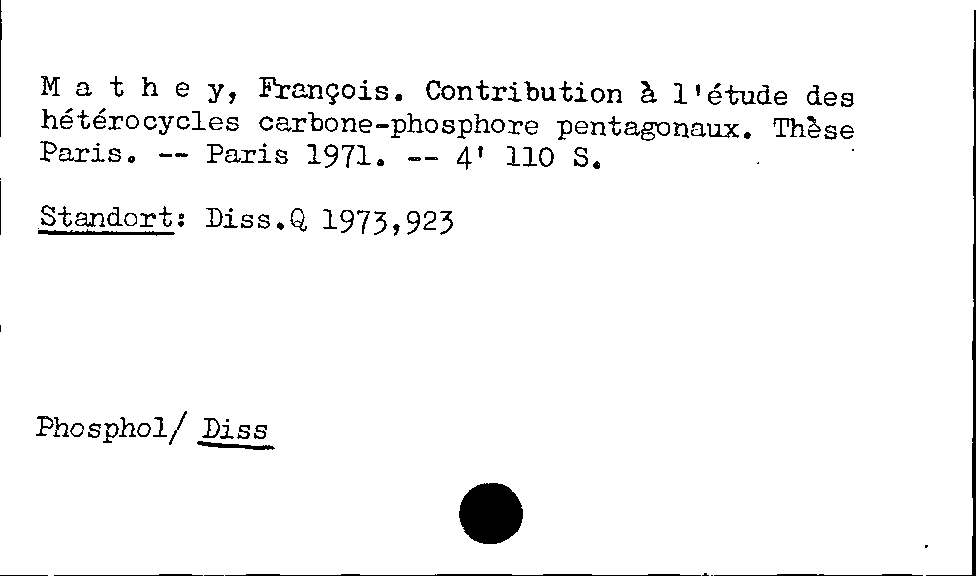 M a t h e y, François. Contribution à l'étude des
hétérocycles carbone-phosphore pentagonaux. Thèse
Paris. -- Paris 1971. -- 4' 110 S.
Standort: Diss.Q 1973,923
Phosphol/ Diss